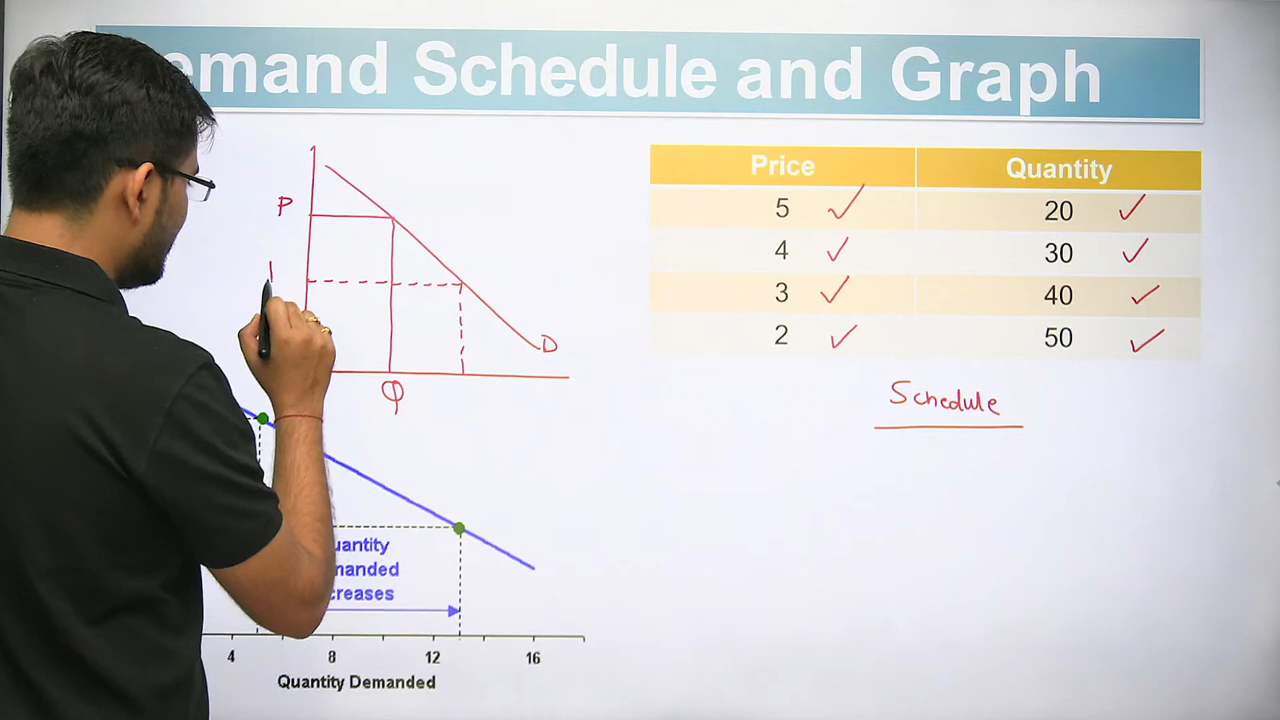 emand Schedule and Graph
Price Quantity
5 20
4 30
3 40
2 50
Schedule
P
D
Q
uantity
manded
creases
4 8 12 16
Quantity Demanded